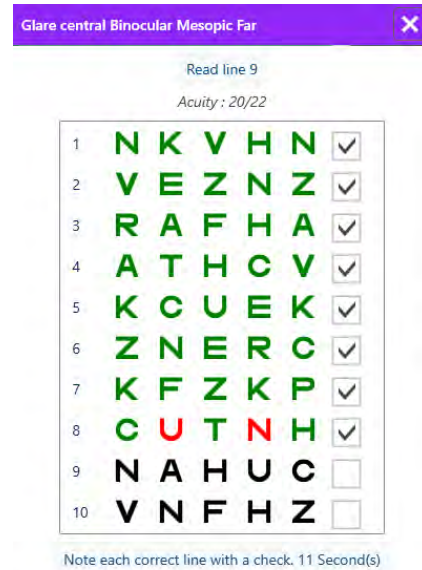 Glare central Binocular Mesopic Far
Read line 9
Acuity : 20/22
1 N K V H N
2 V E Z N Z
3 R A F H A
4 A T H C V
5 K C U E K
6 Z N E R C
7 K F Z K P
8 C U T N H
9 N A H U C
10 V N F H Z
Note each correct line with a check. 11 Second(s)